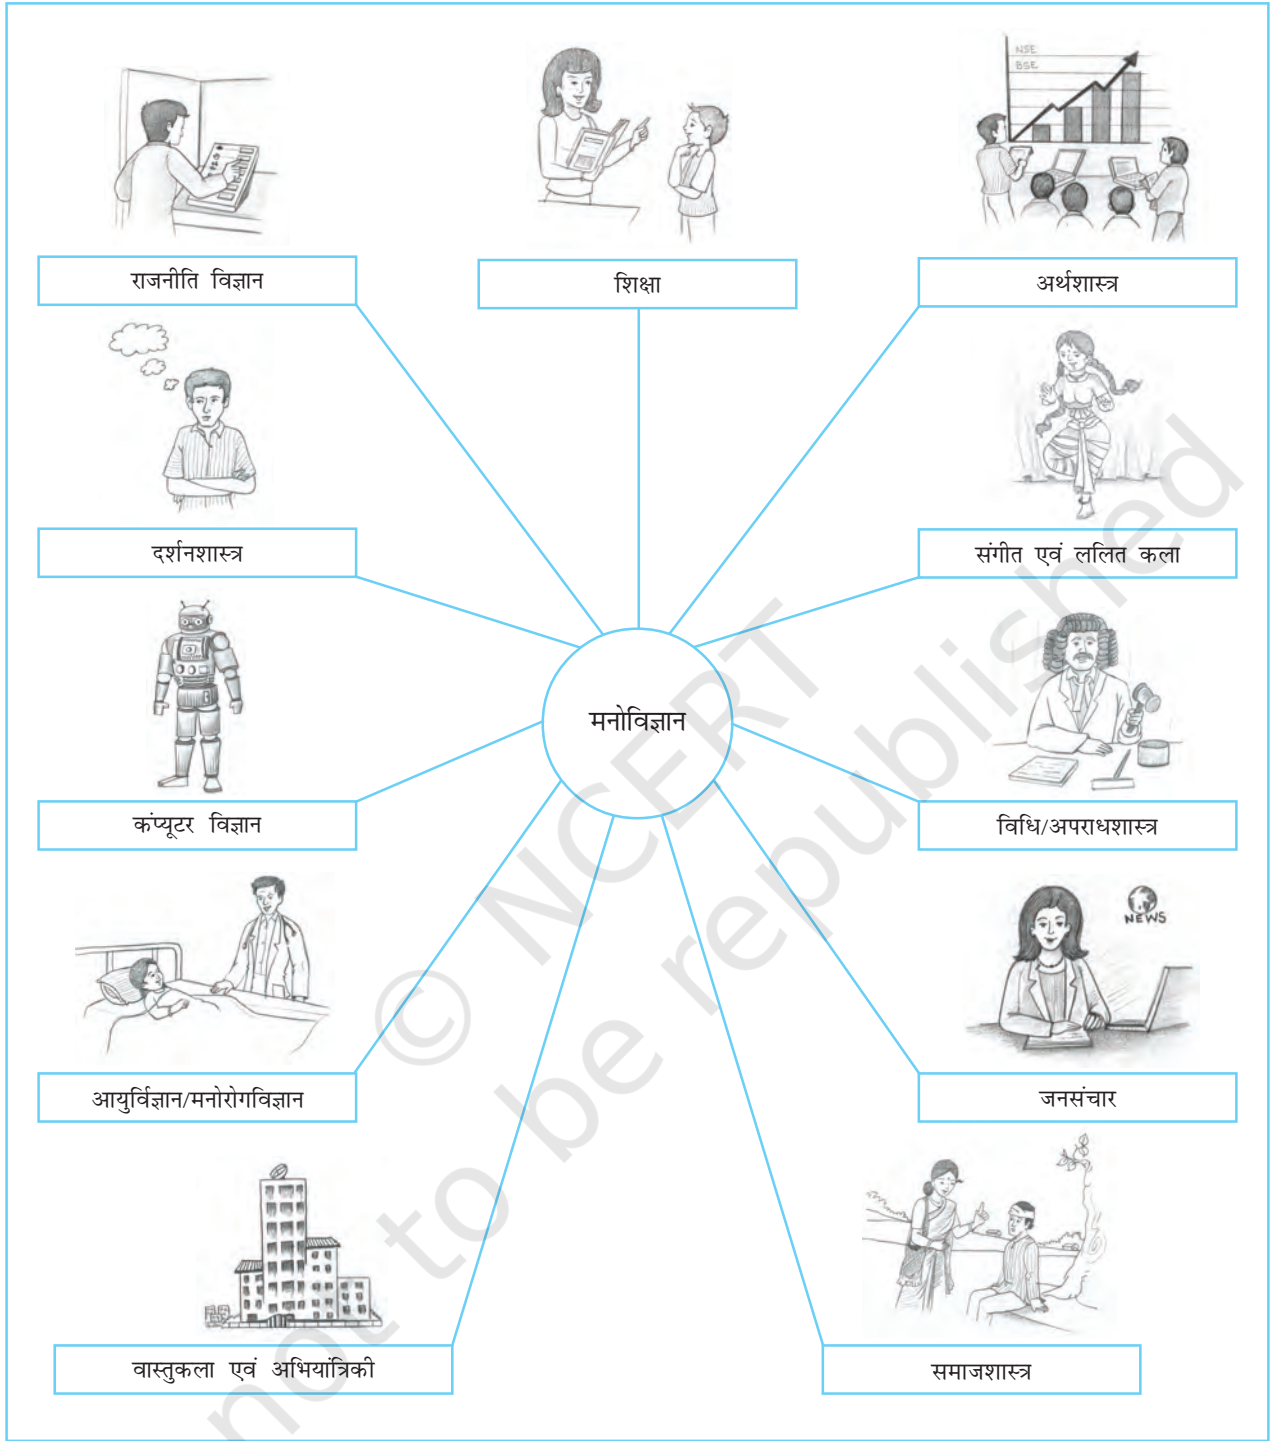 NSE
BSE
राजनीति विज्ञान
शिक्षा
अर्थशास्त्र
दर्शनशास्त्र
संगीत एवं ललित कला
मनोविज्ञान
कंप्यूटर विज्ञान
विधि/अपराधशास्त्र
NEWS
आयुर्विज्ञान/मनोरोगविज्ञान
जनसंचार
वास्तुकला एवं अभियांत्रिकी
समाजशास्त्र
© NCERT
not to be republished